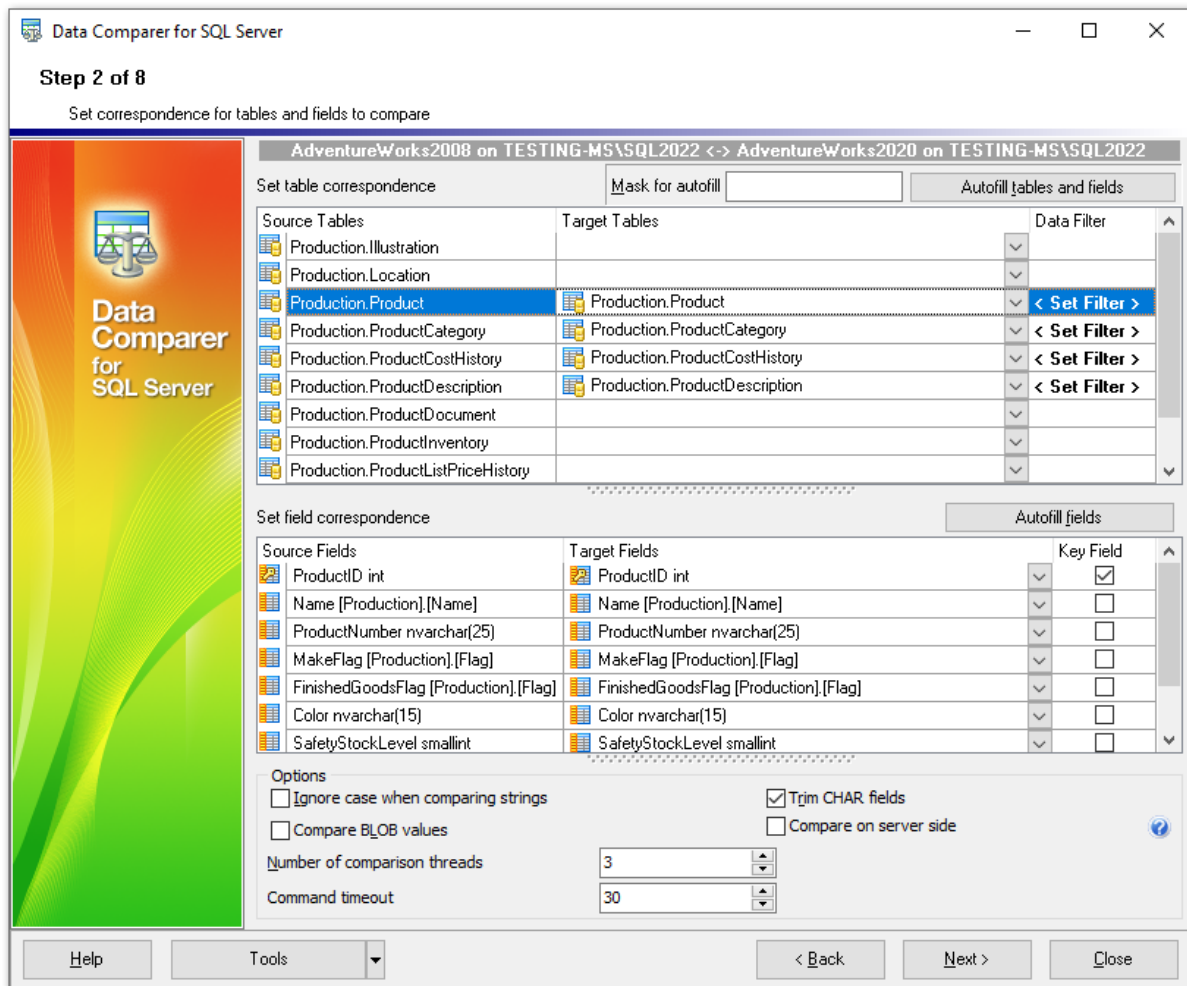 Data Comparer for SQL Server
Step 2 of 8
Set correspondence for tables and fields to compare
AdventureWorks2008 on TESTING-MS\SQL2022 <-> AdventureWorks2020 on TESTING-MS\SQL2022
Set table correspondence Mask for autofill Autofill tables and fields
Source Tables Target Tables Data Filter
Production.Illustration
Production.Location
Production.Product Production.Product < Set Filter >
Production.ProductCategory Production.ProductCategory < Set Filter >
Production.ProductCostHistory Production.ProductCostHistory < Set Filter >
Production.ProductDescription Production.ProductDescription < Set Filter >
Production.ProductDocument
Production.ProductInventory
Production.ProductListPriceHistory
Data
Comparer
for
SQL Server
Set field correspondence Autofill fields
Source Fields Target Fields Key Field
ProductID int ProductID int
Name [Production].[Name] Name [Production].[Name]
ProductNumber nvarchar(25) ProductNumber nvarchar(25)
MakeFlag [Production].[Flag] MakeFlag [Production].[Flag]
FinishedGoodsFlag [Production].[Flag] FinishedGoodsFlag [Production].[Flag]
Color nvarchar(15) Color nvarchar(15)
SafetyStockLevel smallint SafetyStockLevel smallint
Options
Ignore case when comparing strings Trim CHAR fields
Compare BLOB values Compare on server side
Number of comparison threads 3
Command timeout 30
Help Tools < Back Next > Close